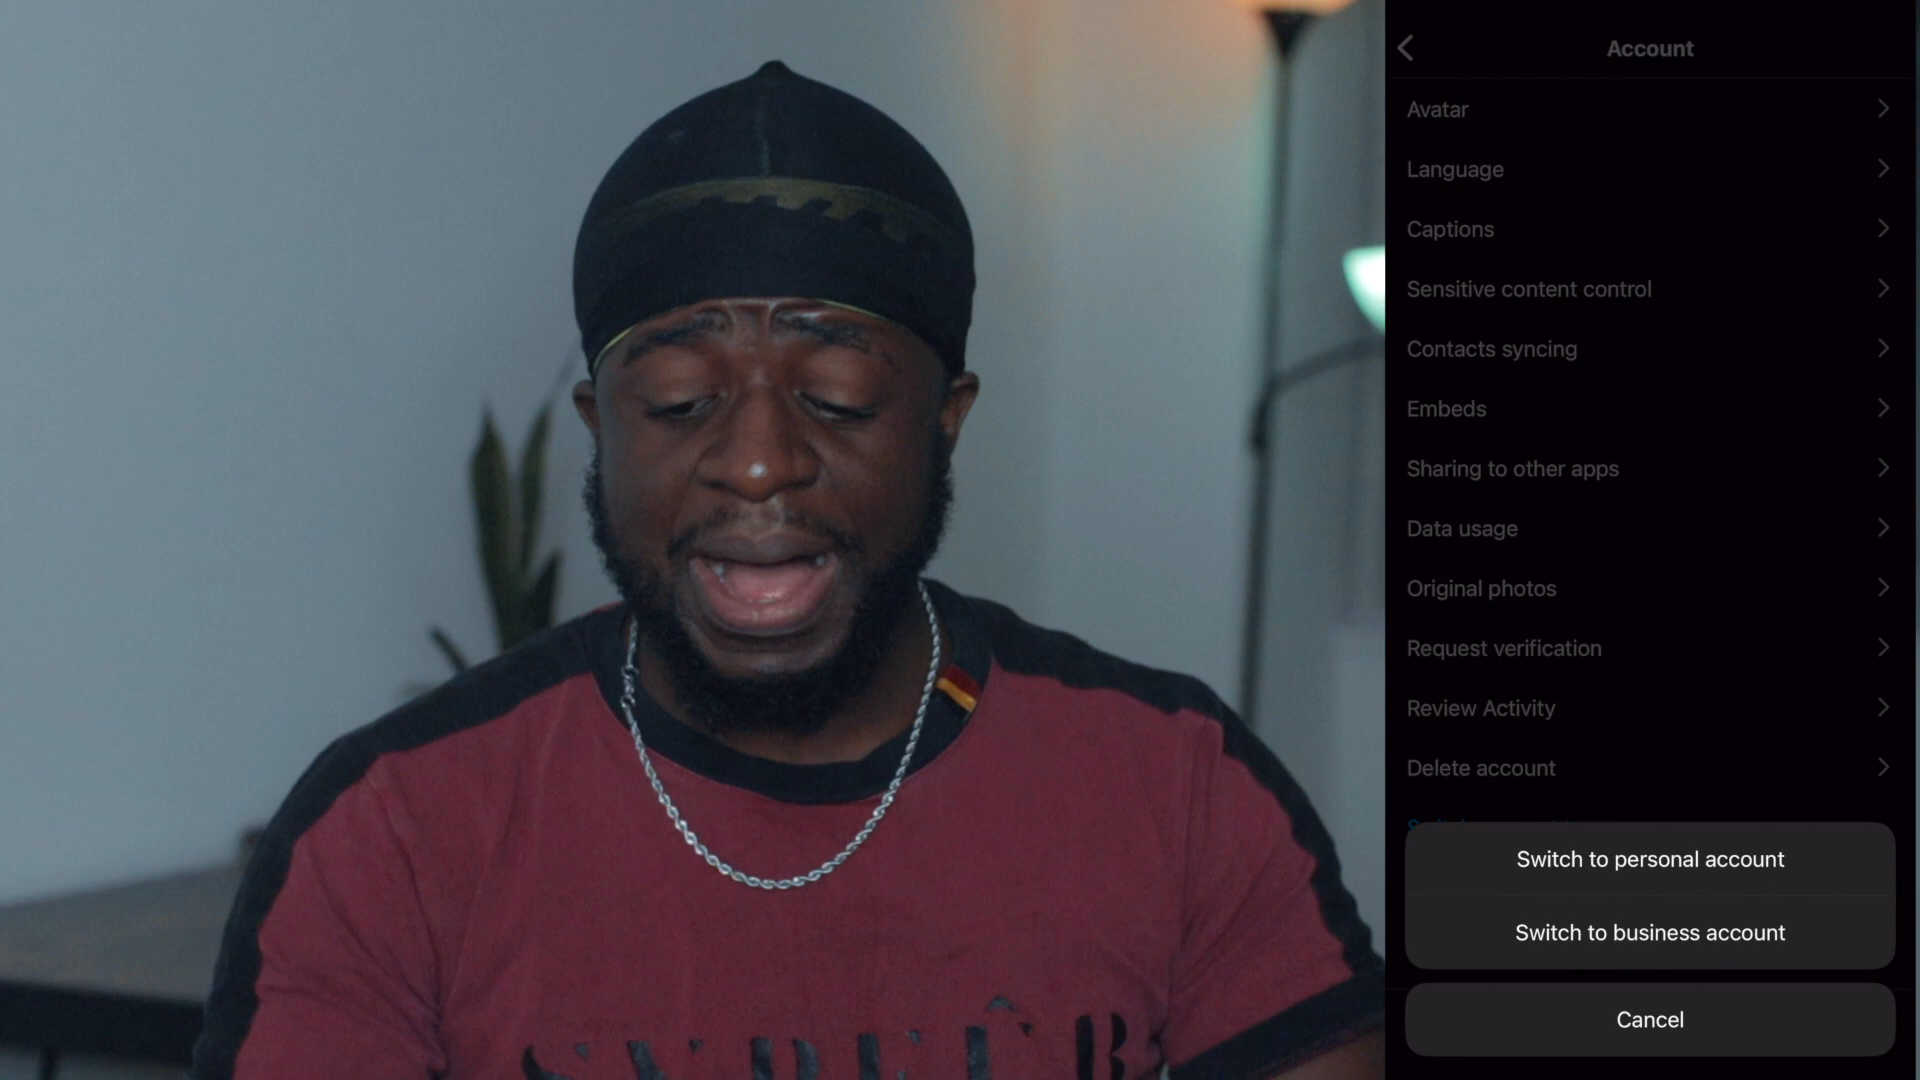 Account
Avatar
Language
Captions
Sensitive content control
Contacts syncing
Embeds
Sharing to other apps
Data usage
Original photos
Request verification
Review Activity
Delete account
Switch to personal account
Switch to business account
Cancel